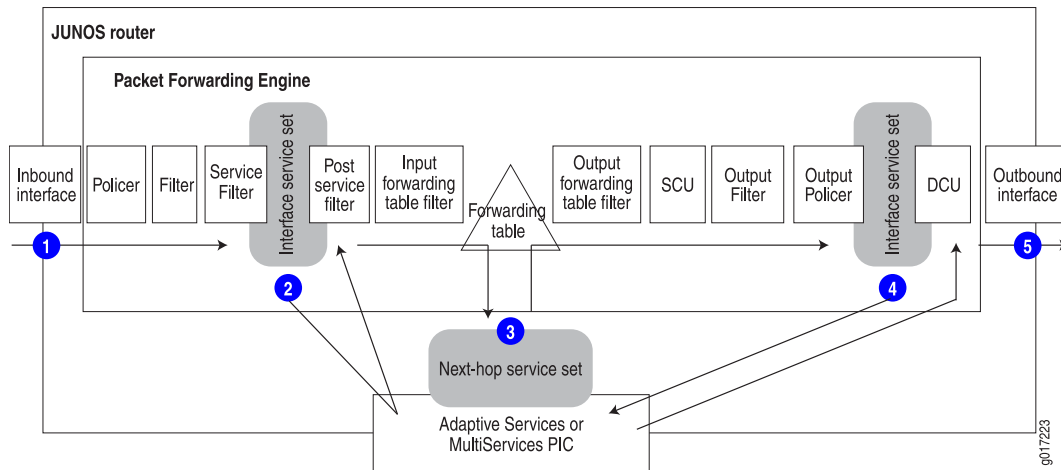 JUNOS router
Packet Forwarding Engine
Inbound
interface
Policer
Filter
Service
Filter
Interface service set
Post
service
filter
Input
forwarding
table filter
Forwarding
table
Output
forwarding
table filter
SCU
Output
Filter
Output
Policer
Interface service set
DCU
Outbound
interface
1
2
3
4
5
Next-hop service set
Adaptive Services or
MultiServices PIC
g017223